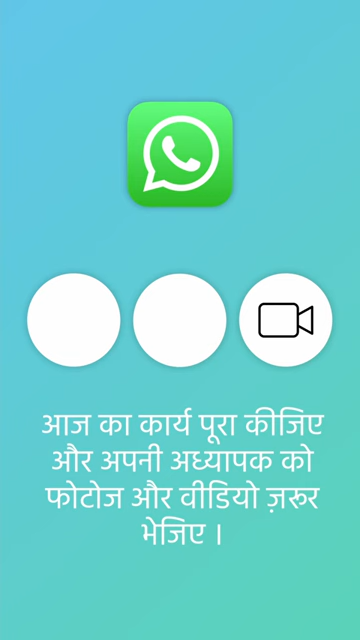 आज का कार्य पूरा कीजिए
और अपनी अध्यापक को
फोटोज और वीडियो ज़रूर
भेजिए ।